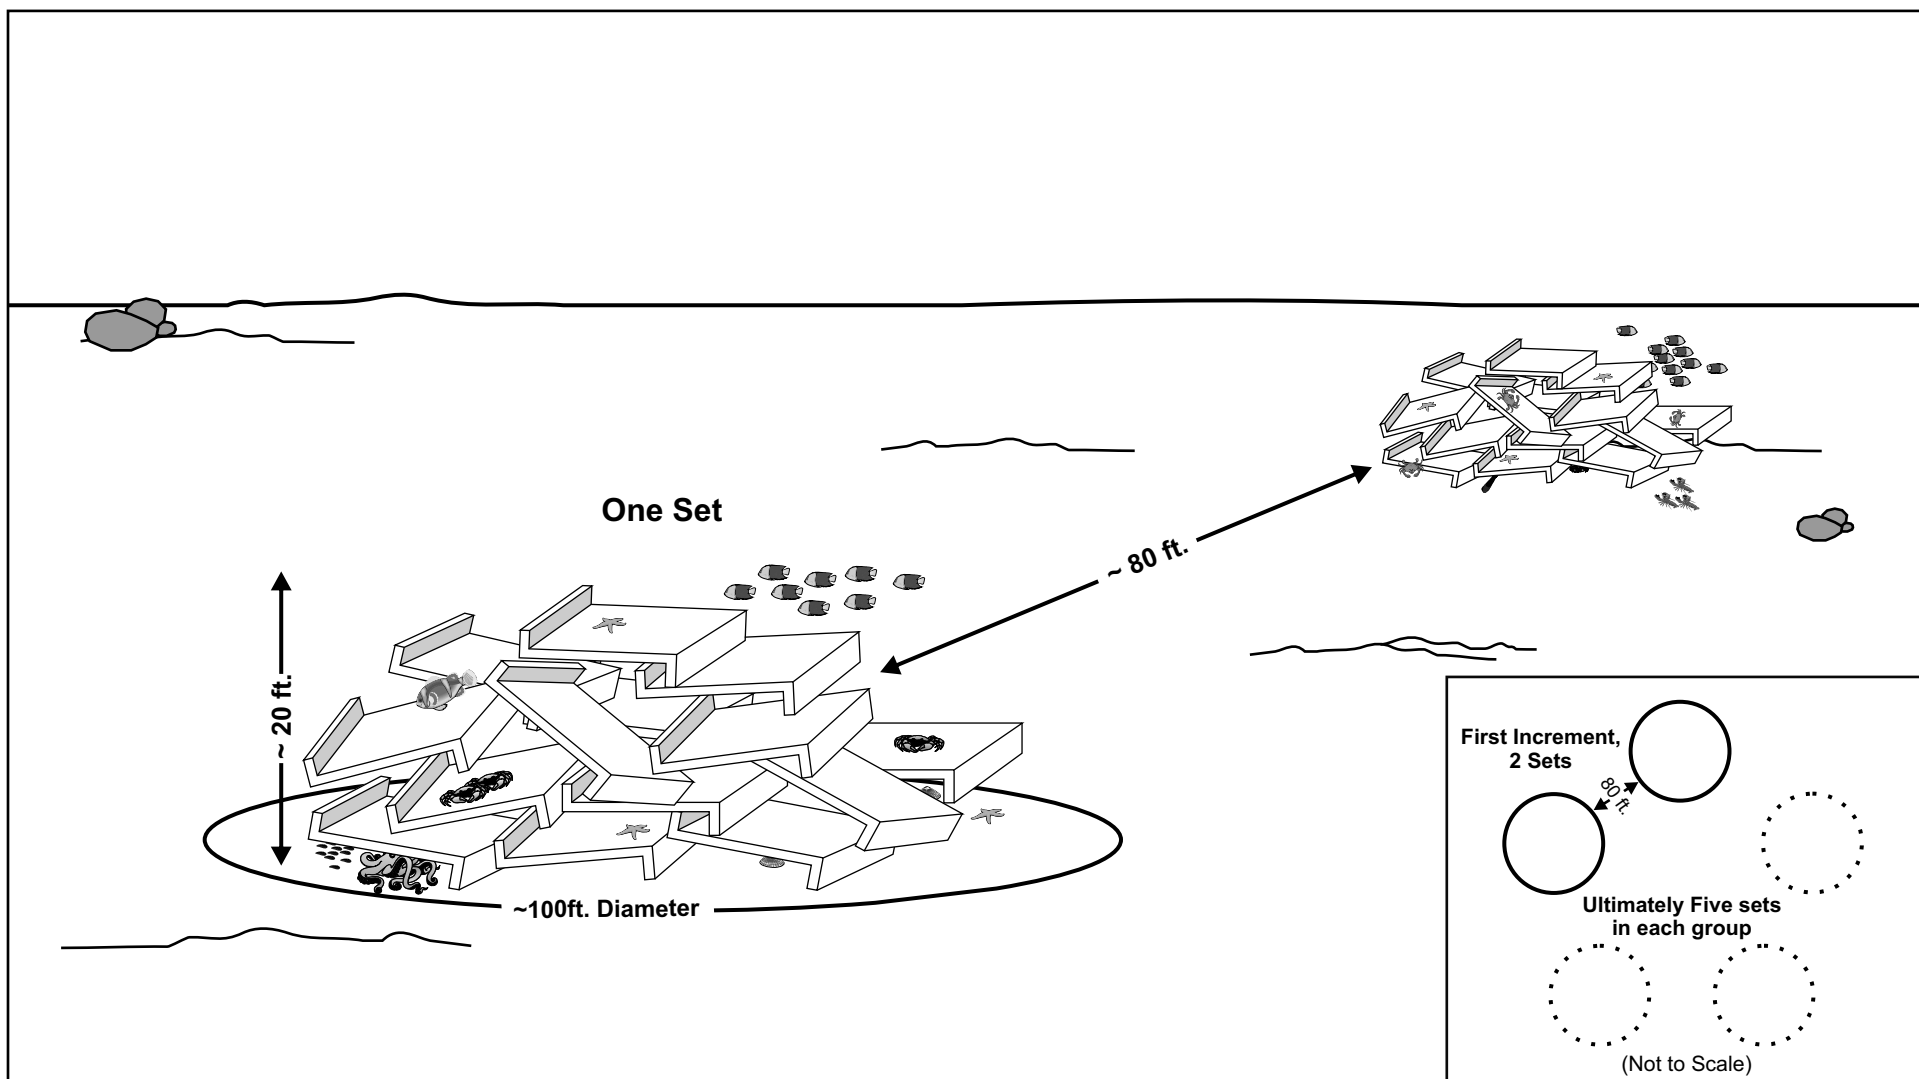 One Set
~ 80 ft.
~ 20 ft.
~100ft. Diameter
First Increment,
2 Sets
80 ft.
Ultimately Five sets
in each group
(Not to Scale)